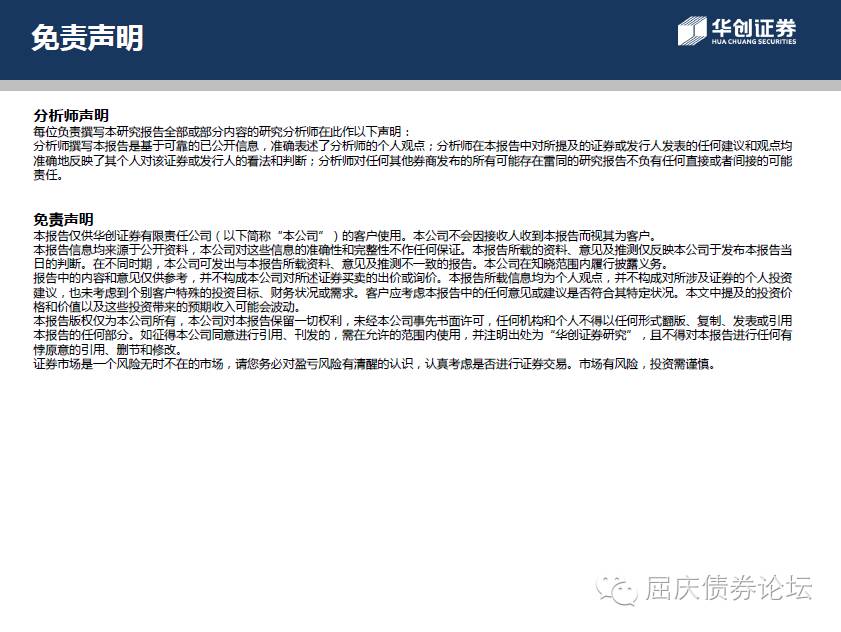 免责声明
华创证券
HUA CHUANG SECURITIES
分析师声明
每位负责撰写本研究报告全部或部分内容的研究分析师在此作以下声明：
分析师撰写本报告是基于可靠的已公开信息，准确表述了分析师的个人观点；分析师在本报告中对所提及的证券或发行人发表的任何建议和观点均
准确地反映了其个人对该证券或发行人的看法和判断；分析师对任何其他券商发布的所有可能存在雷同的研究报告不负有任何直接或者间接的可能
责任。
免责声明
本报告仅供华创证券有限责任公司（以下简称“本公司”）的客户使用。本公司不会因接收人收到本报告而视其为客户。
本报告信息均来源于公开资料，本公司对这些信息的准确性和完整性不作任何保证。本报告所载的资料、意见及推测仅反映本公司于发布本报告当
日的判断。在不同时期，本公司可发出与本报告所载资料、意见及推测不一致的报告。本公司在知晓范围内履行披露义务。
报告中的内容和意见仅供参考，并不构成本公司对所述证券买卖的出价或询价。本报告所载信息均为个人观点，并不构成对所涉及证券的个人投资
建议，也未考虑到个别客户特殊的投资目标、财务状况或需求。客户应考虑本报告中的任何意见或建议是否符合其特定状况。本文中提及的投资价
格和价值以及这些投资带来的预期收入可能会波动。
本报告版权仅为本公司所有，本公司对本报告保留一切权利，未经本公司事先书面许可，任何机构和个人不得以任何形式翻版、复制、发表或引用
本报告的任何部分。如征得本公司同意进行引用、刊发的，需在允许的范围内使用，并注明出处为“华创证券研究”，且不得对本报告进行任何有
悖原意的引用、删节和修改。
证券市场是一个风险无时不在的市场，请您务必对盈亏风险有清醒的认识，认真考虑是否进行证券交易。市场有风险，投资需谨慎。
屈庆债券论坛